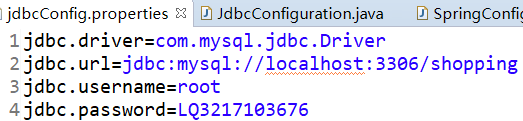 jdbcConfig.properties JdbcConfiguration.java SpringConfi
1 jdbc.driver=com.mysql.jdbc.Driver
2 jdbc.url=jdbc:mysql://localhost:3306/shopping
3 jdbc.username=root
4 jdbc.password=LQ3217103676